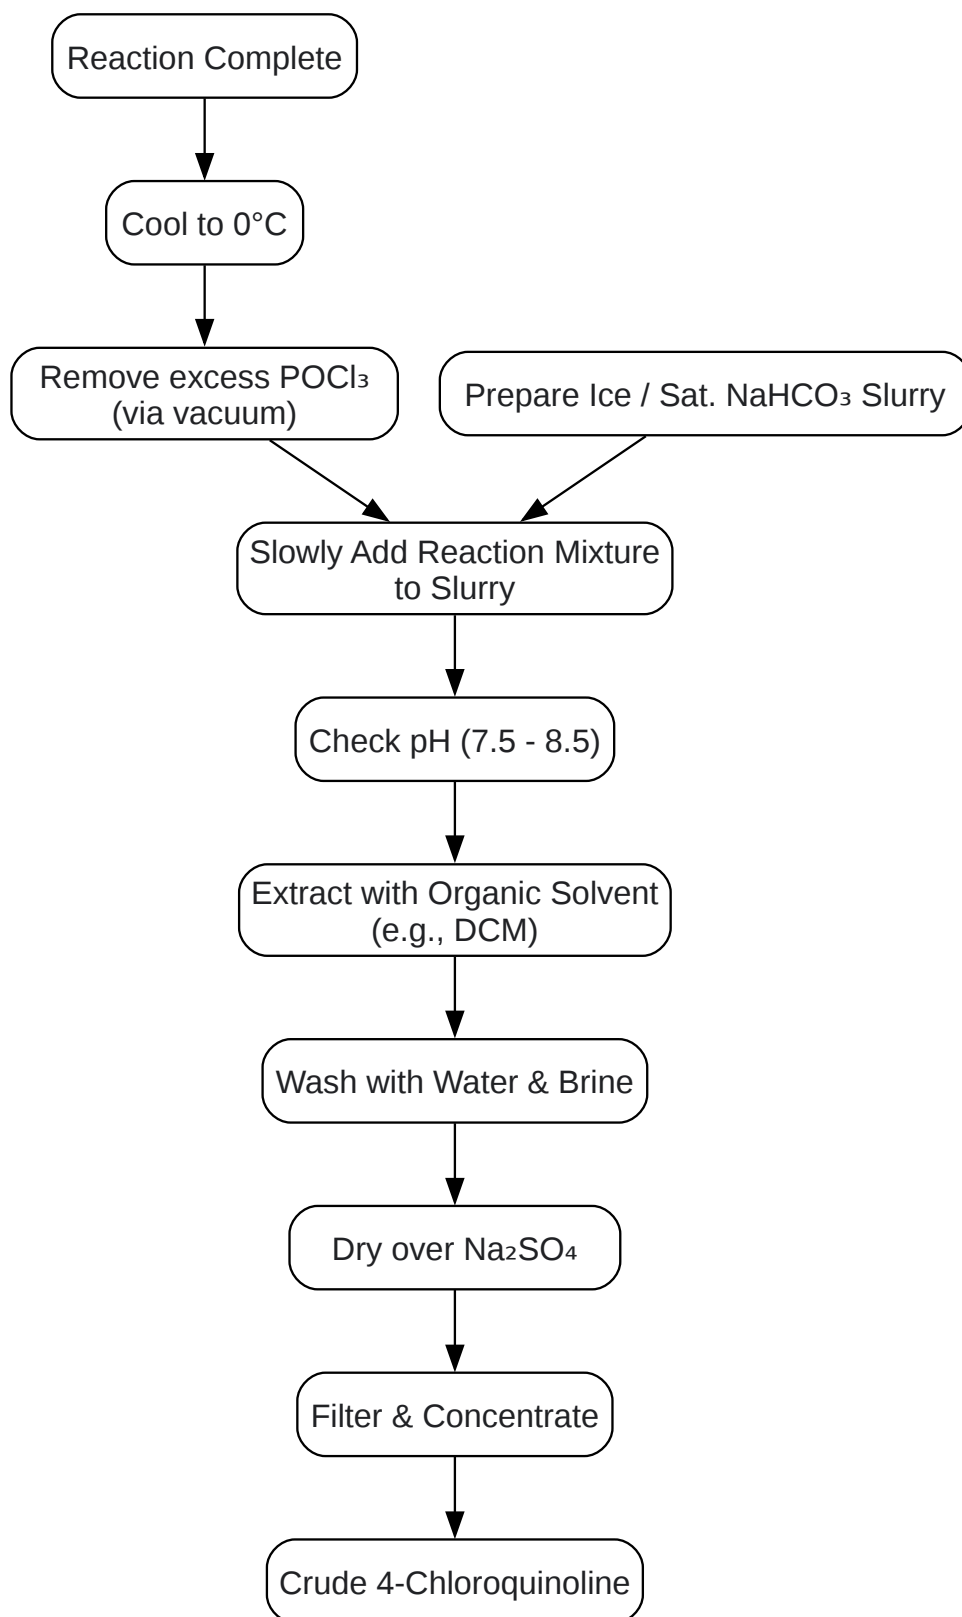 Reaction Complete
Cool to 0°C
Remove excess POCl₃
(via vacuum)
Prepare Ice / Sat. NaHCO₃ Slurry
Slowly Add Reaction Mixture
to Slurry
Check pH (7.5 - 8.5)
Extract with Organic Solvent
(e.g., DCM)
Wash with Water & Brine
Dry over Na₂SO₄
Filter & Concentrate
Crude 4-Chloroquinoline